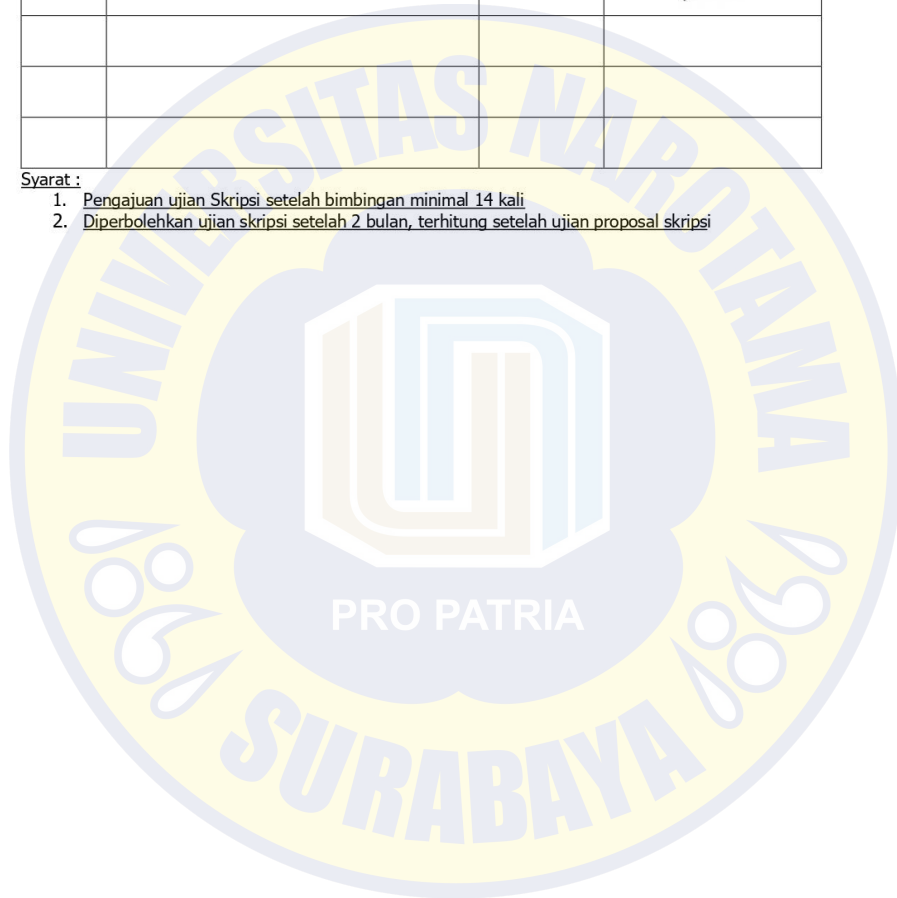 Syarat :
1. Pengajuan ujian Skripsi setelah bimbingan minimal 14 kali
2. Diperbolehkan ujian skripsi setelah 2 bulan, terhitung setelah ujian proposal skripsi
UNIVERSITAS NAROTAMA
PRO PATRIA
SURABAYA